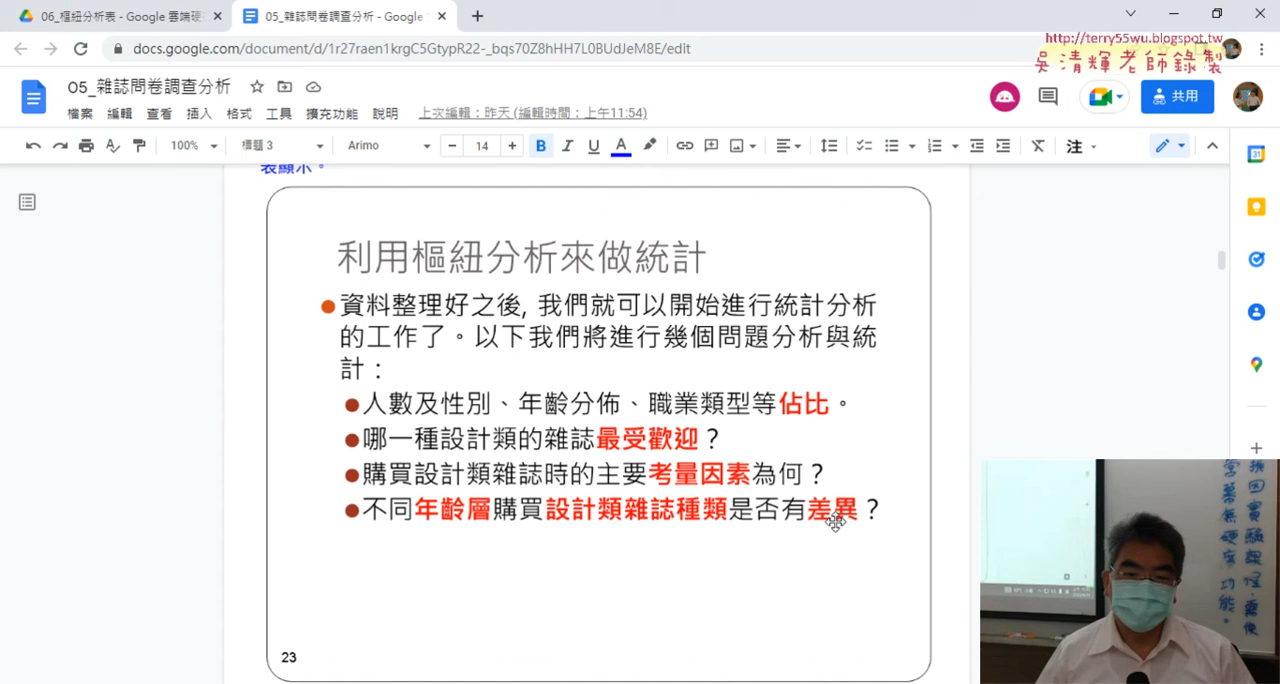 06_樞紐分析表 - Google 雲端硬
05_雜誌問卷調查分析 - Google
docs.google.com/document/d/1r27raen1krgC5GtypR22-_bqs70Z8hHH7L0BUdJeM8E/edit
http://terry55wu.blogspot.tw
吳清輝老師錄製
05_雜誌問卷調查分析
共用
檔案 編輯 查看 插入 格式 工具 擴充功能 說明 上次編輯：昨天 (編輯時間：上午11:54)
100% 標題 3 Arimo 14 B I U A 注
31
表顯示。
利用樞紐分析來做統計
資料整理好之後, 我們就可以開始進行統計分析
的工作了。以下我們將進行幾個問題分析與統
計：
人數及性別、年齡分佈、職業類型等佔比。
哪一種設計類的雜誌最受歡迎？
購買設計類雜誌時的主要考量因素為何？
不同年齡層購買設計類雜誌種類是否有差異？
23